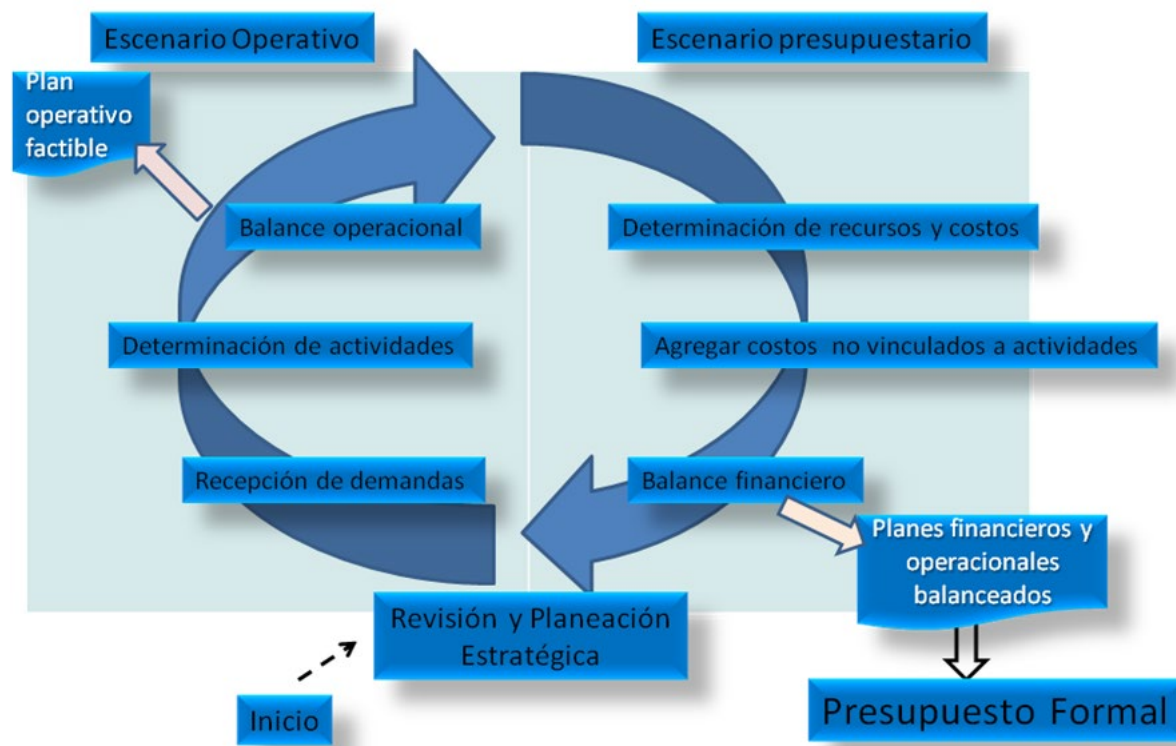 Escenario Operativo
Escenario presupuestario
Plan
operativo
factible
Balance operacional
Determinación de recursos y costos
Determinación de actividades
Agregar costos no vinculados a actividades
Recepción de demandas
Balance financiero
Planes financieros y
operacionales
balanceados
Revisión y Planeación
Estratégica
Inicio
Presupuesto Formal